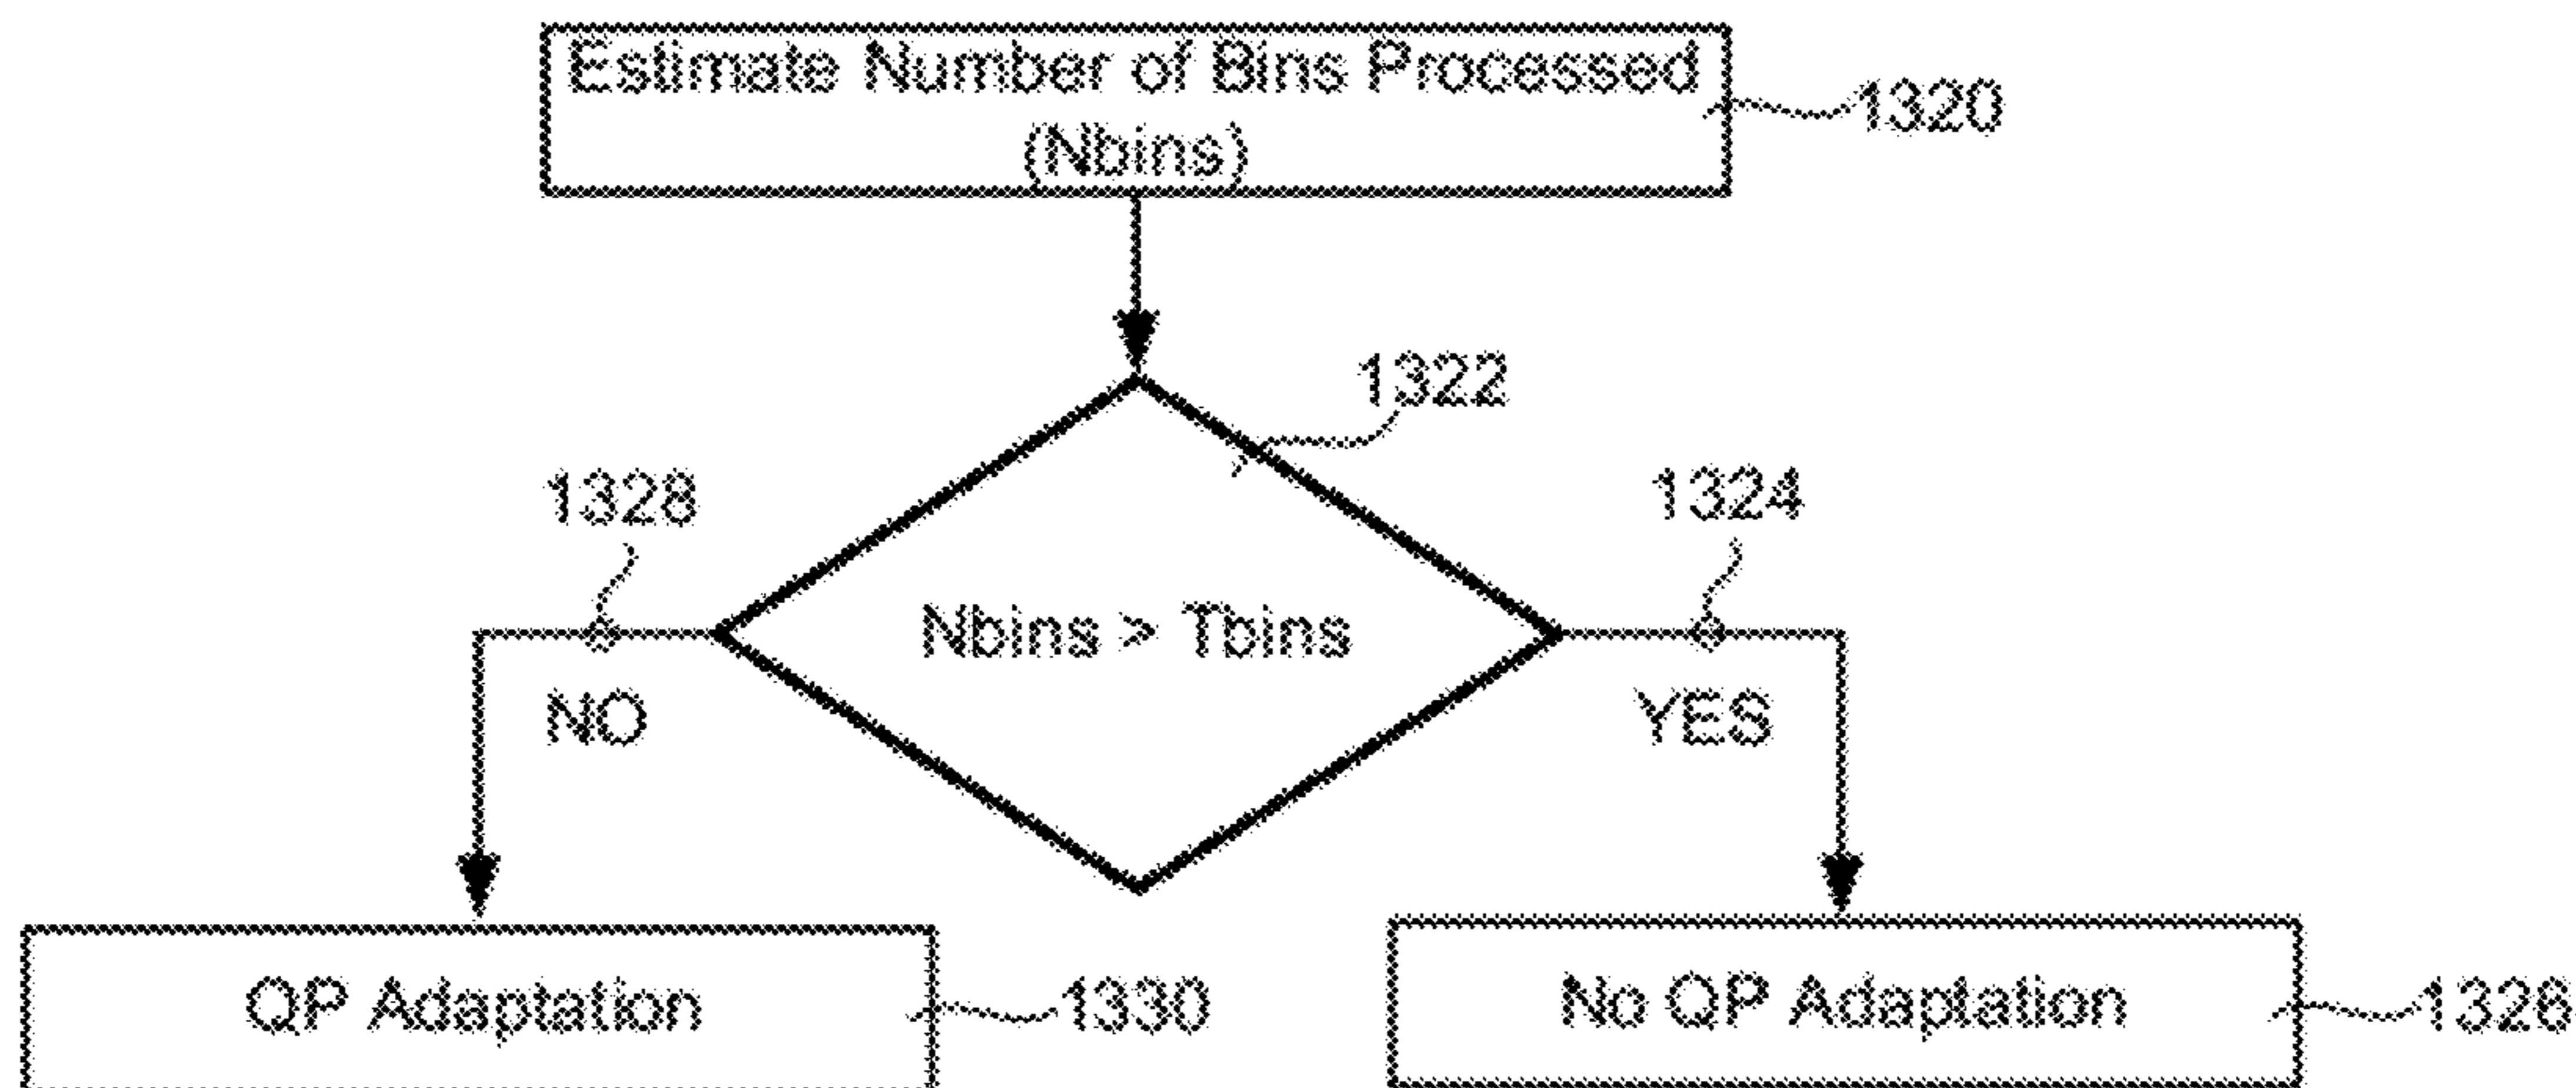 Estimate Number of Bins Processed
(Nbins)
1320
1322
1328
1324
Nbins > Tbins
NO
YES
QP Adaptation
1330
No QP Adaptation
1326